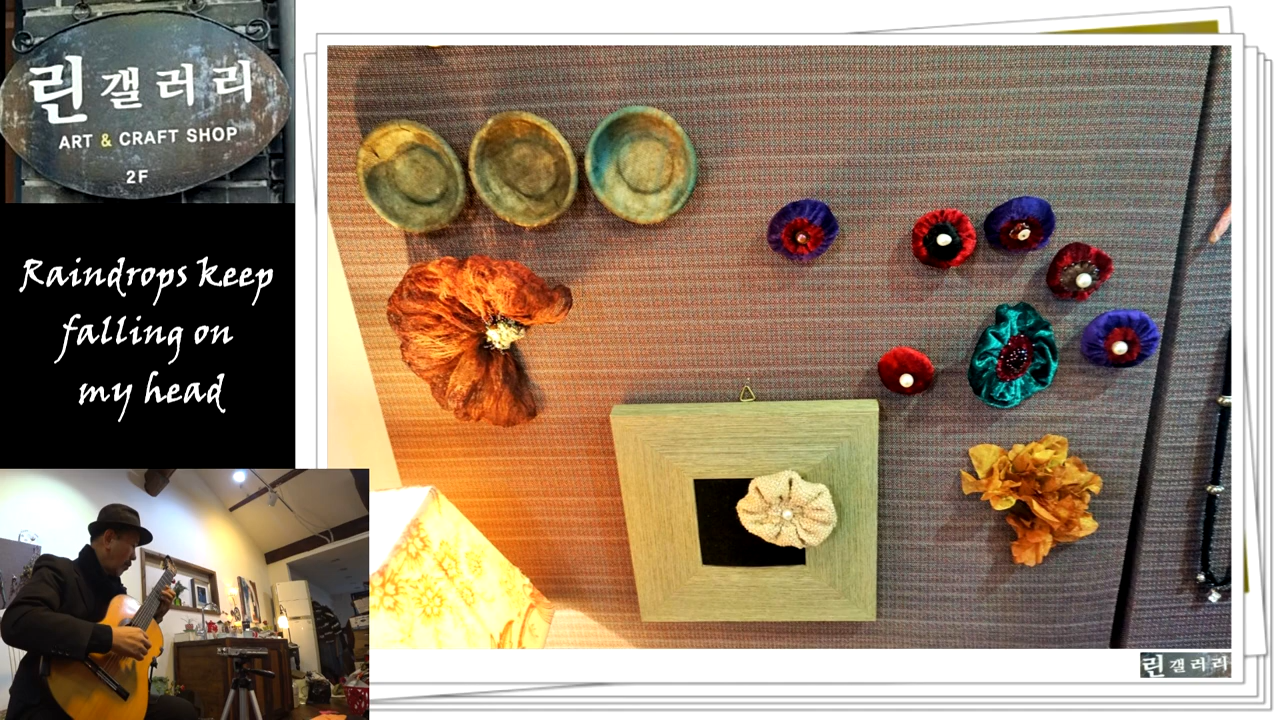 린갤러리
ART & CRAFT SHOP
2F
Raindrops keep
falling on
my head
린갤러리